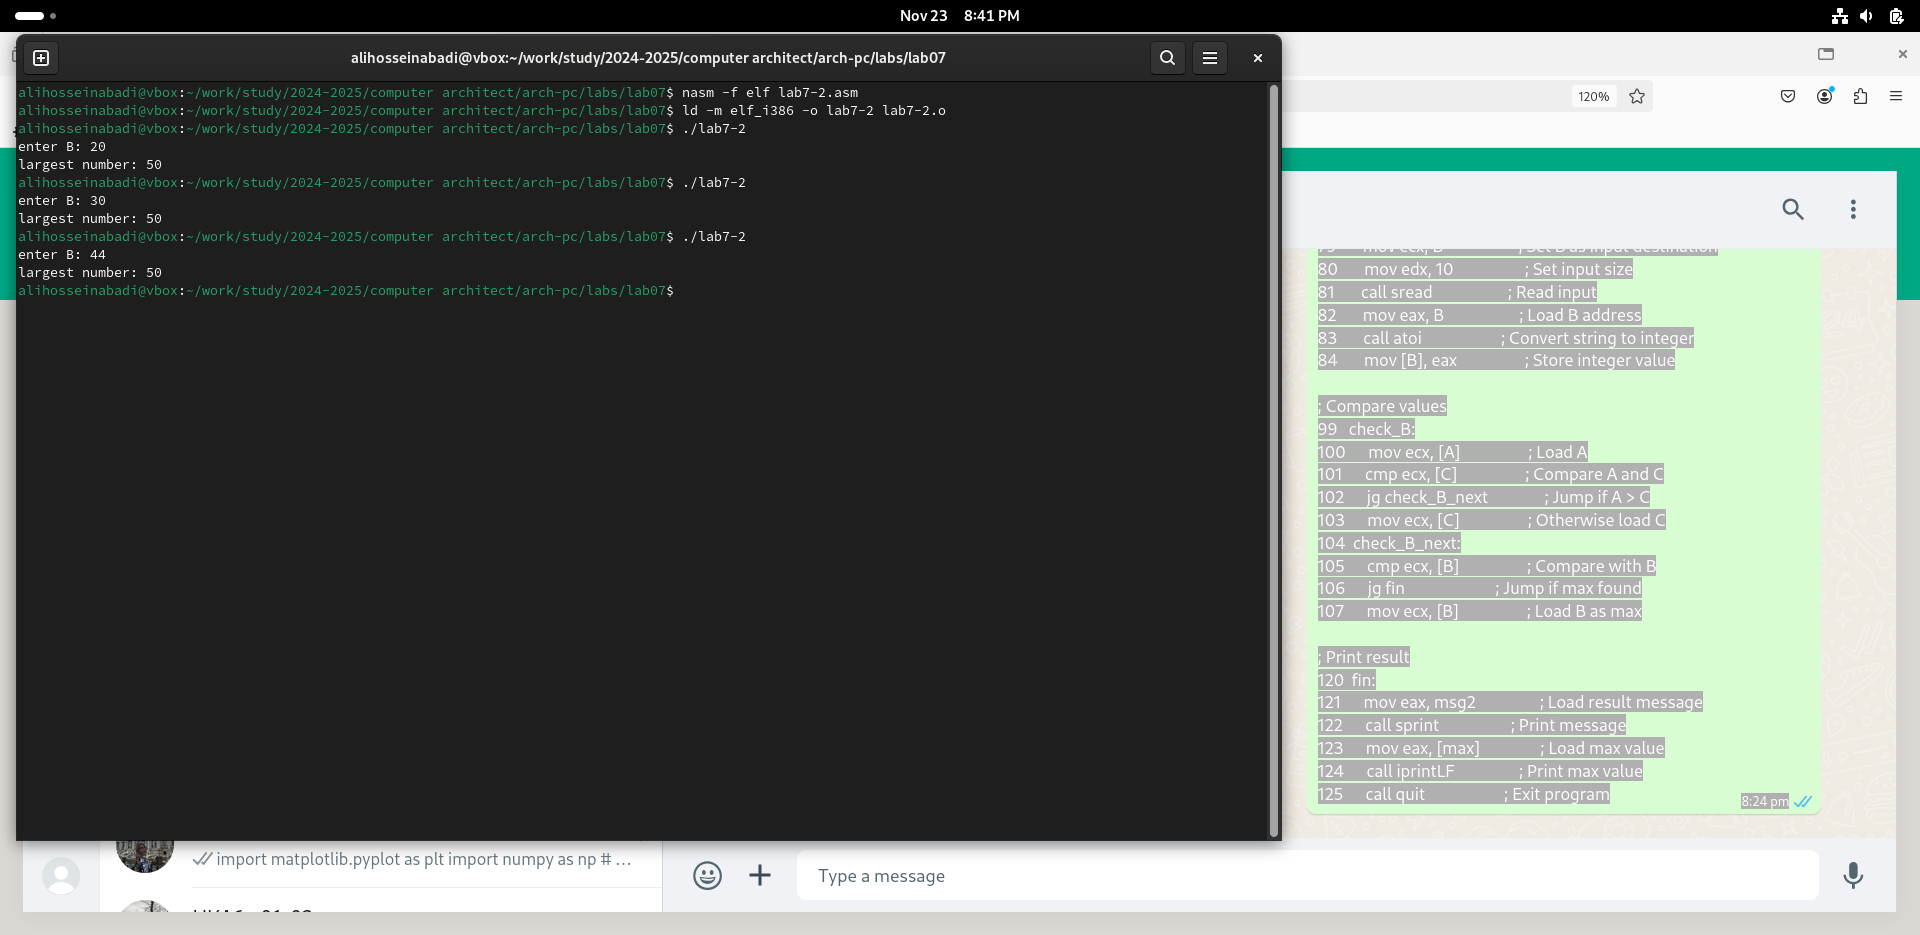 Nov 23 8:41 PM
alihosseinabadi@vbox:~/work/study/2024-2025/computer architect/arch-pc/labs/lab07
alihosseinabadi@vbox:~/work/study/2024-2025/computer architect/arch-pc/labs/lab07$ nasm -f elf lab7-2.asm
alihosseinabadi@vbox:~/work/study/2024-2025/computer architect/arch-pc/labs/lab07$ ld -m elf_i386 -o lab7-2 lab7-2.o
alihosseinabadi@vbox:~/work/study/2024-2025/computer architect/arch-pc/labs/lab07$ ./lab7-2
enter B: 20
largest number: 50
alihosseinabadi@vbox:~/work/study/2024-2025/computer architect/arch-pc/labs/lab07$ ./lab7-2
enter B: 30
largest number: 50
alihosseinabadi@vbox:~/work/study/2024-2025/computer architect/arch-pc/labs/lab07$ ./lab7-2
enter B: 44
largest number: 50
alihosseinabadi@vbox:~/work/study/2024-2025/computer architect/arch-pc/labs/lab07$
120%
79 mov ecx, B ; Set B as input destination
80 mov edx, 10 ; Set input size
81 call sread ; Read input
82 mov eax, B ; Load B address
83 call atoi ; Convert string to integer
84 mov [B], eax ; Store integer value
; Compare values
99 check_B:
100 mov ecx, [A] ; Load A
101 cmp ecx, [C] ; Compare A and C
102 jg check_B_next ; Jump if A > C
103 mov ecx, [C] ; Otherwise load C
104 check_B_next:
105 cmp ecx, [B] ; Compare with B
106 jg fin ; Jump if max found
107 mov ecx, [B] ; Load B as max
; Print result
120 fin:
121 mov eax, msg2 ; Load result message
122 call sprint ; Print message
123 mov eax, [max] ; Load max value
124 call iprintLF ; Print max value
125 call quit ; Exit program
8:24 pm
import matplotlib.pyplot as plt import numpy as np # …
Type a message